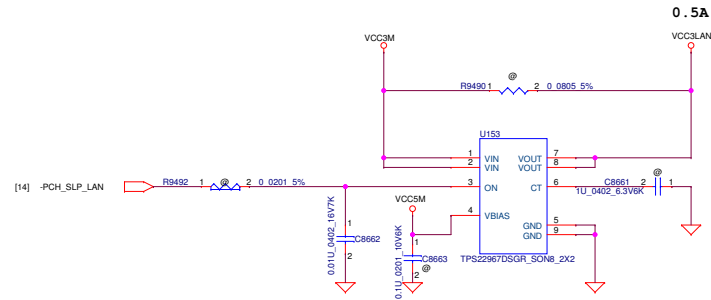 0.5A
VCC3M
VCC3LAN
@
R9490 1 2 0_0805_5%
U153
1 VIN VOUT 7
2 VIN VOUT 8
[14] -PCH_SLP_LAN R9492 1 @ 2 0_0201_5% 3 ON CT 6 C8661 2 1
@
1U_0402_6.3V6K
VCC5M
4 VBIAS
GND 5
GND 9
TPS22967DSGR_SON8_2X2
0.01U_0402_16V7K
1
C8662
2
0.1U_0201_10V6K
1
C8663
@
2